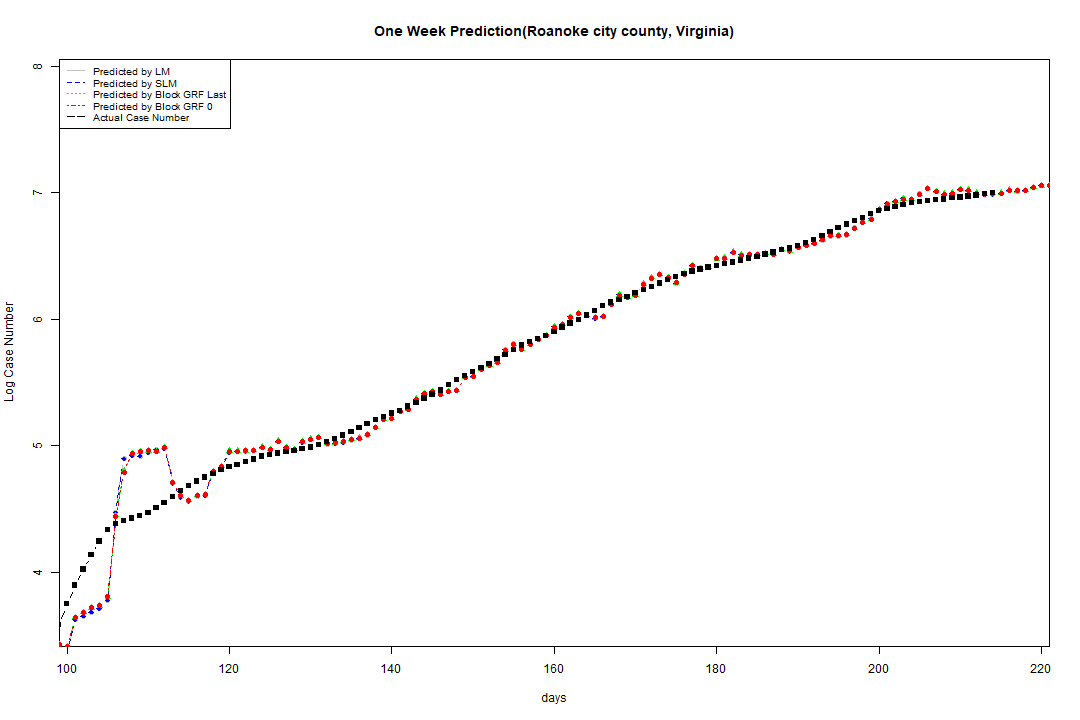 One Week Prediction(Roanoke city county, Virginia)
Predicted by LM
Predicted by SLM
Predicted by Block GRF Last
Predicted by Block GRF 0
Actual Case Number
8
7
6
5
4
Log Case Number
100 120 140 160 180 200 220
days